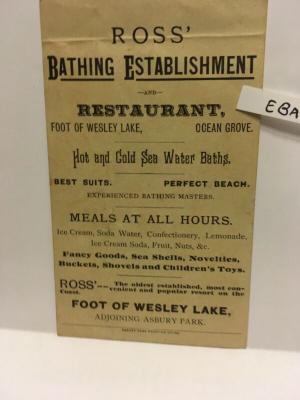 ROSS'
BATHING ESTABLISHMENT
—AND—
RESTAURANT,
FOOT OF WESLEY LAKE, OCEAN GROVE.
Hot and Cold Sea Water Baths.
BEST SUITS. PERFECT BEACH.
EXPERIENCED BATHING MASTERS.
MEALS AT ALL HOURS.
Ice Cream, Soda Water, Confectionery, Lemonade,
Ice Cream Soda, Fruit, Nuts, &c.
Fancy Goods, Sea Shells, Novelties,
Buckets, Shovels and Children's Toys.
ROSS'-- The oldest established, most con-
venient and popular resort on the
Coast.
FOOT OF WESLEY LAKE,
ADJOINING ASBURY PARK.
EBA